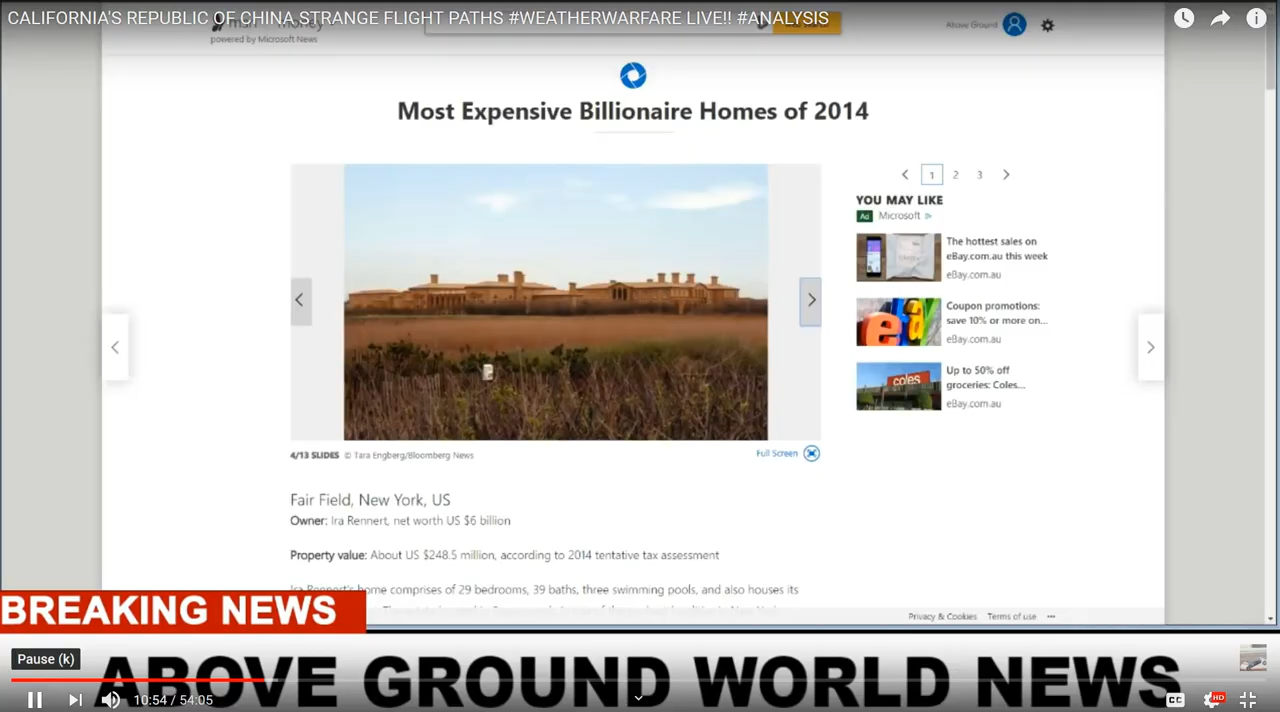 CALIFORNIA'S REPUBLIC OF CHINA STRANGE FLIGHT PATHS #WEATHERWARFARE LIVE!! #ANALYSIS
money
powered by Microsoft News
Above Ground
Most Expensive Billionaire Homes of 2014
1 2 3
YOU MAY LIKE
Ad Microsoft
The hottest sales on
eBay.com.au this week
eBay.com.au
Coupon promotions:
save 10% or more on...
eBay.com.au
coles
Up to 50% off
groceries: Coles...
eBay.com.au
4/13 SLIDES © Tara Engberg/Bloomberg News
Full Screen
Fair Field, New York, US
Owner: Ira Rennert, net worth US $6 billion
Property value: About US $248.5 million, according to 2014 tentative tax assessment
Ira Rennert's home comprises of 29 bedrooms, 39 baths, three swimming pools, and also houses its
Privacy & Cookies Terms of use ...
BREAKING NEWS
Pause (k)
ABOVE GROUND WORLD NEWS
10:54 / 54:05
CC
HD